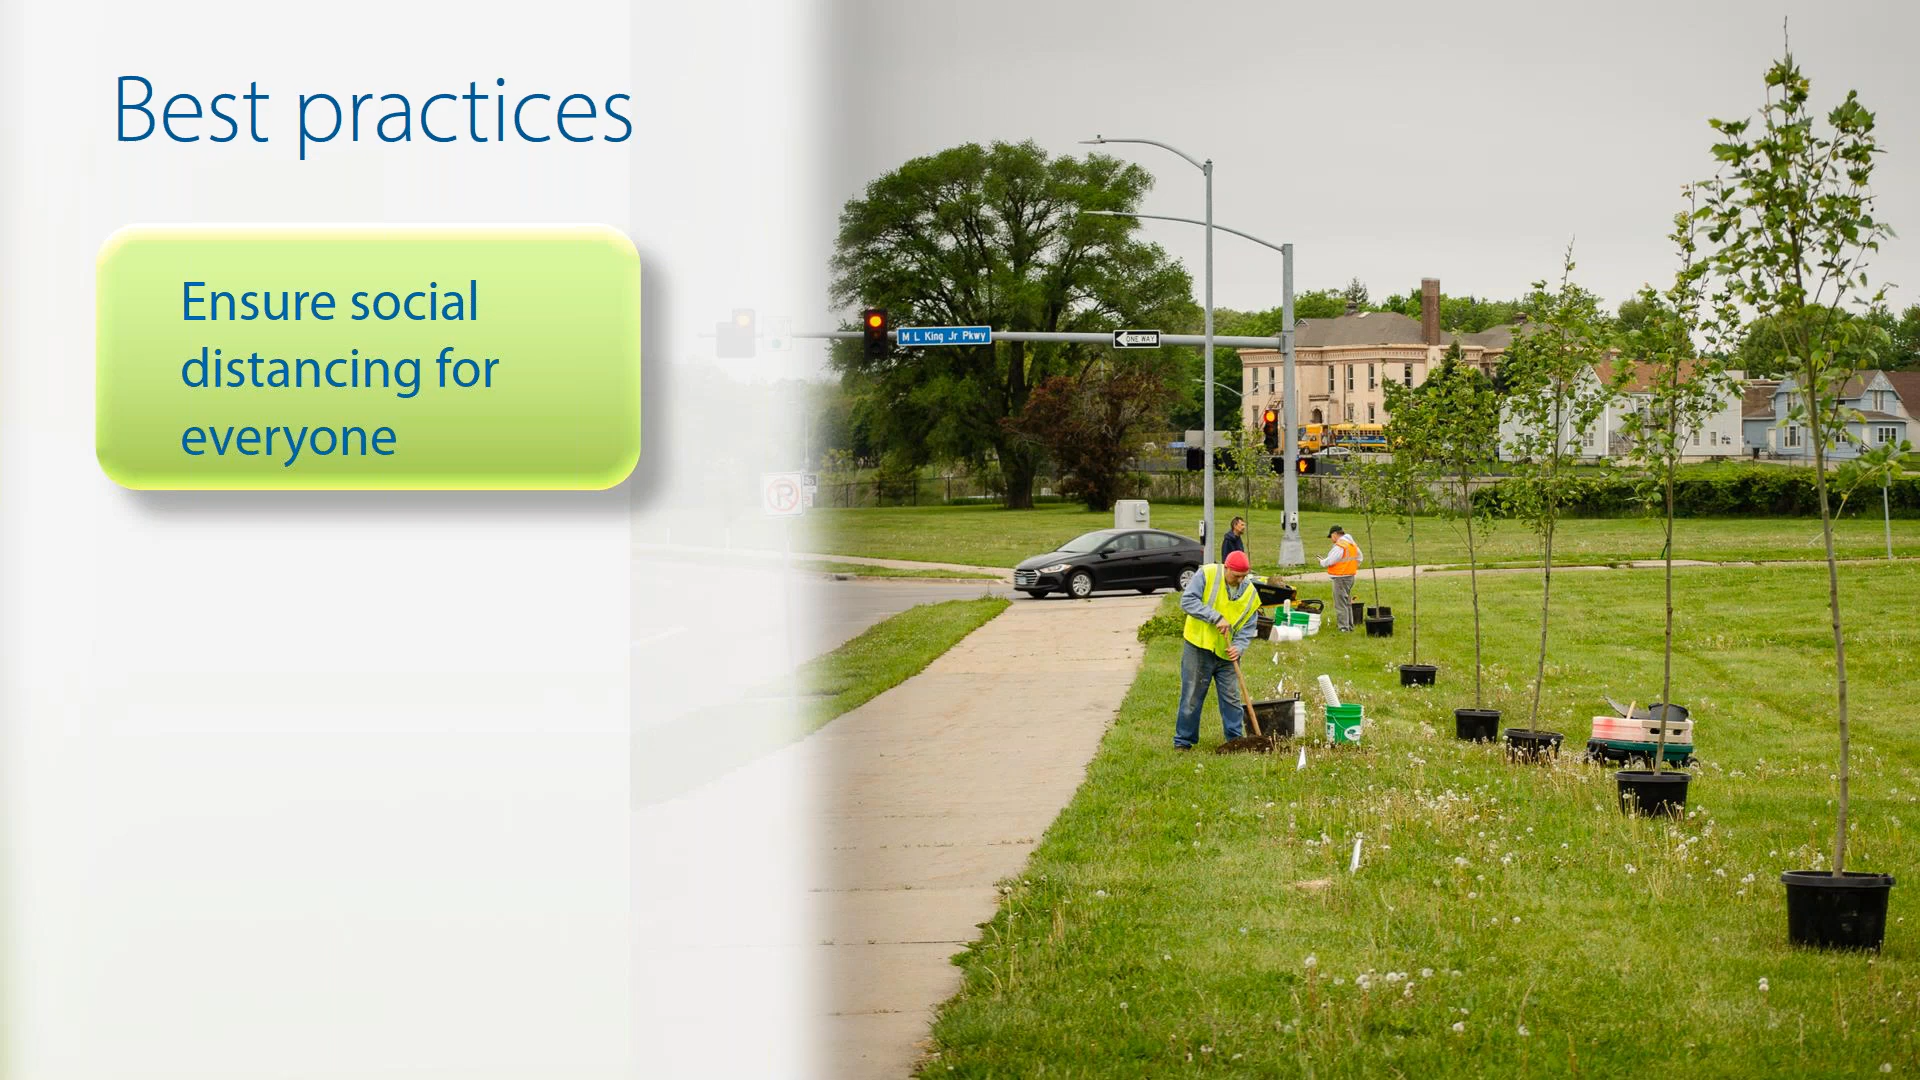 Best practices
Ensure social
distancing for
everyone
M L King Jr Pkwy
ONE WAY